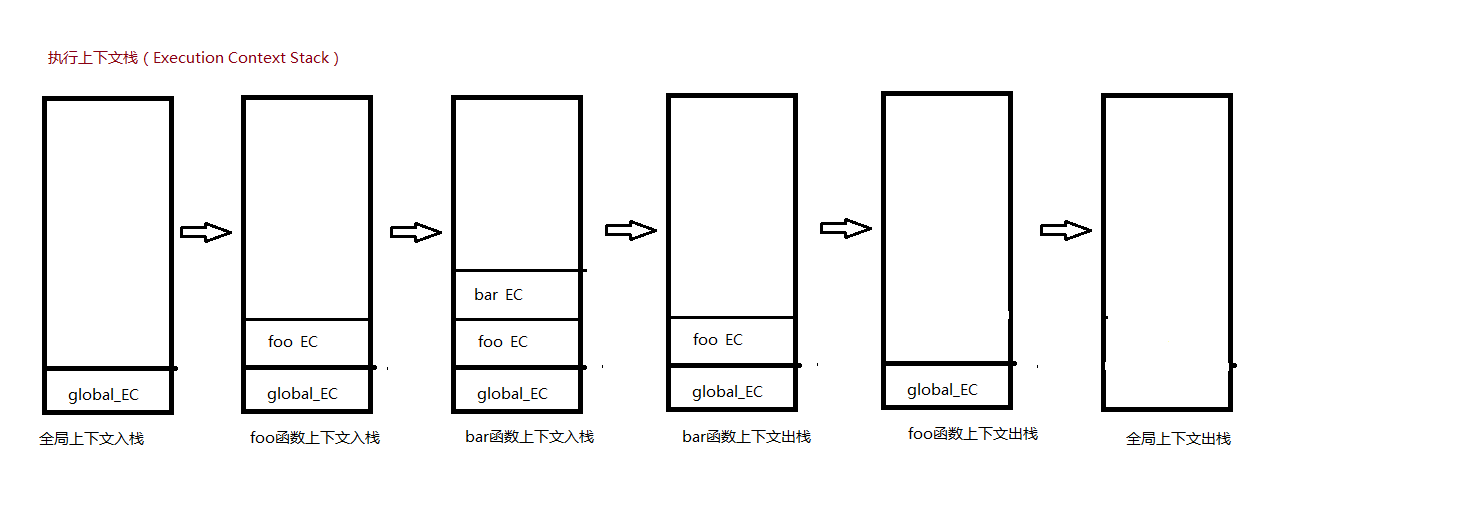 执行上下文栈（Execution Context Stack）
global_EC
全局上下文入栈
foo EC
global_EC
foo函数上下文入栈
bar EC
foo EC
global_EC
bar函数上下文入栈
foo EC
global_EC
bar函数上下文出栈
global_EC
foo函数上下文出栈
全局上下文出栈